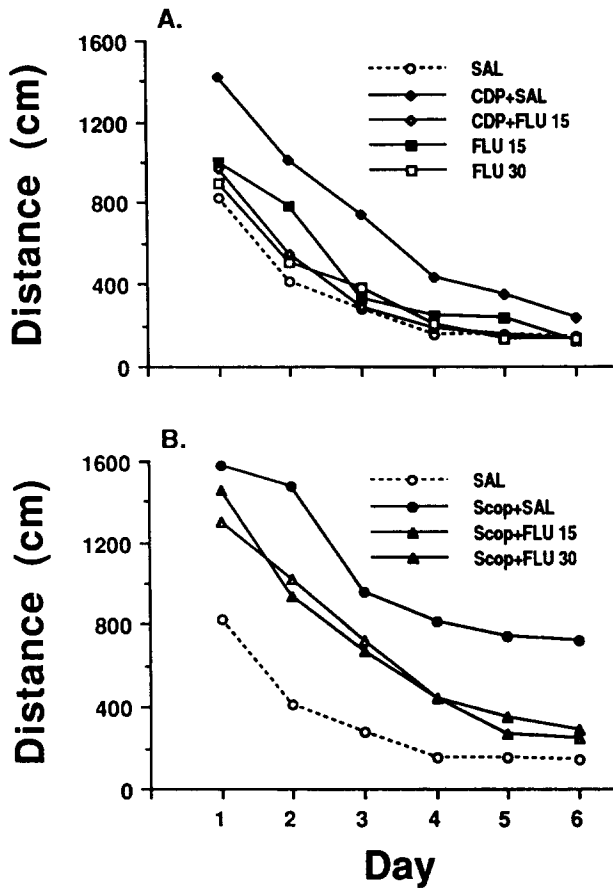 A.
Distance (cm)
1600
1200
800
400
0
SAL
CDP+SAL
CDP+FLU 15
FLU 15
FLU 30
B.
Distance (cm)
1600
1200
800
400
0
SAL
Scop+SAL
Scop+FLU 15
Scop+FLU 30
1 2 3 4 5 6
Day